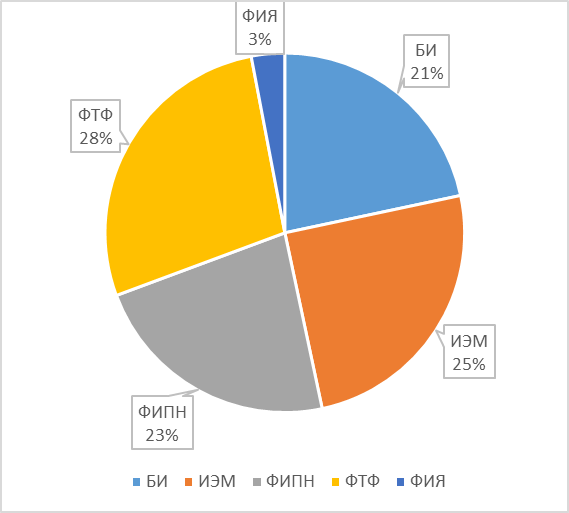 ФИЯ
3%
БИ
21%
ФТФ
28%
ИЭМ
25%
ФИПН
23%
БИ ИЭМ ФИПН ФТФ ФИЯ